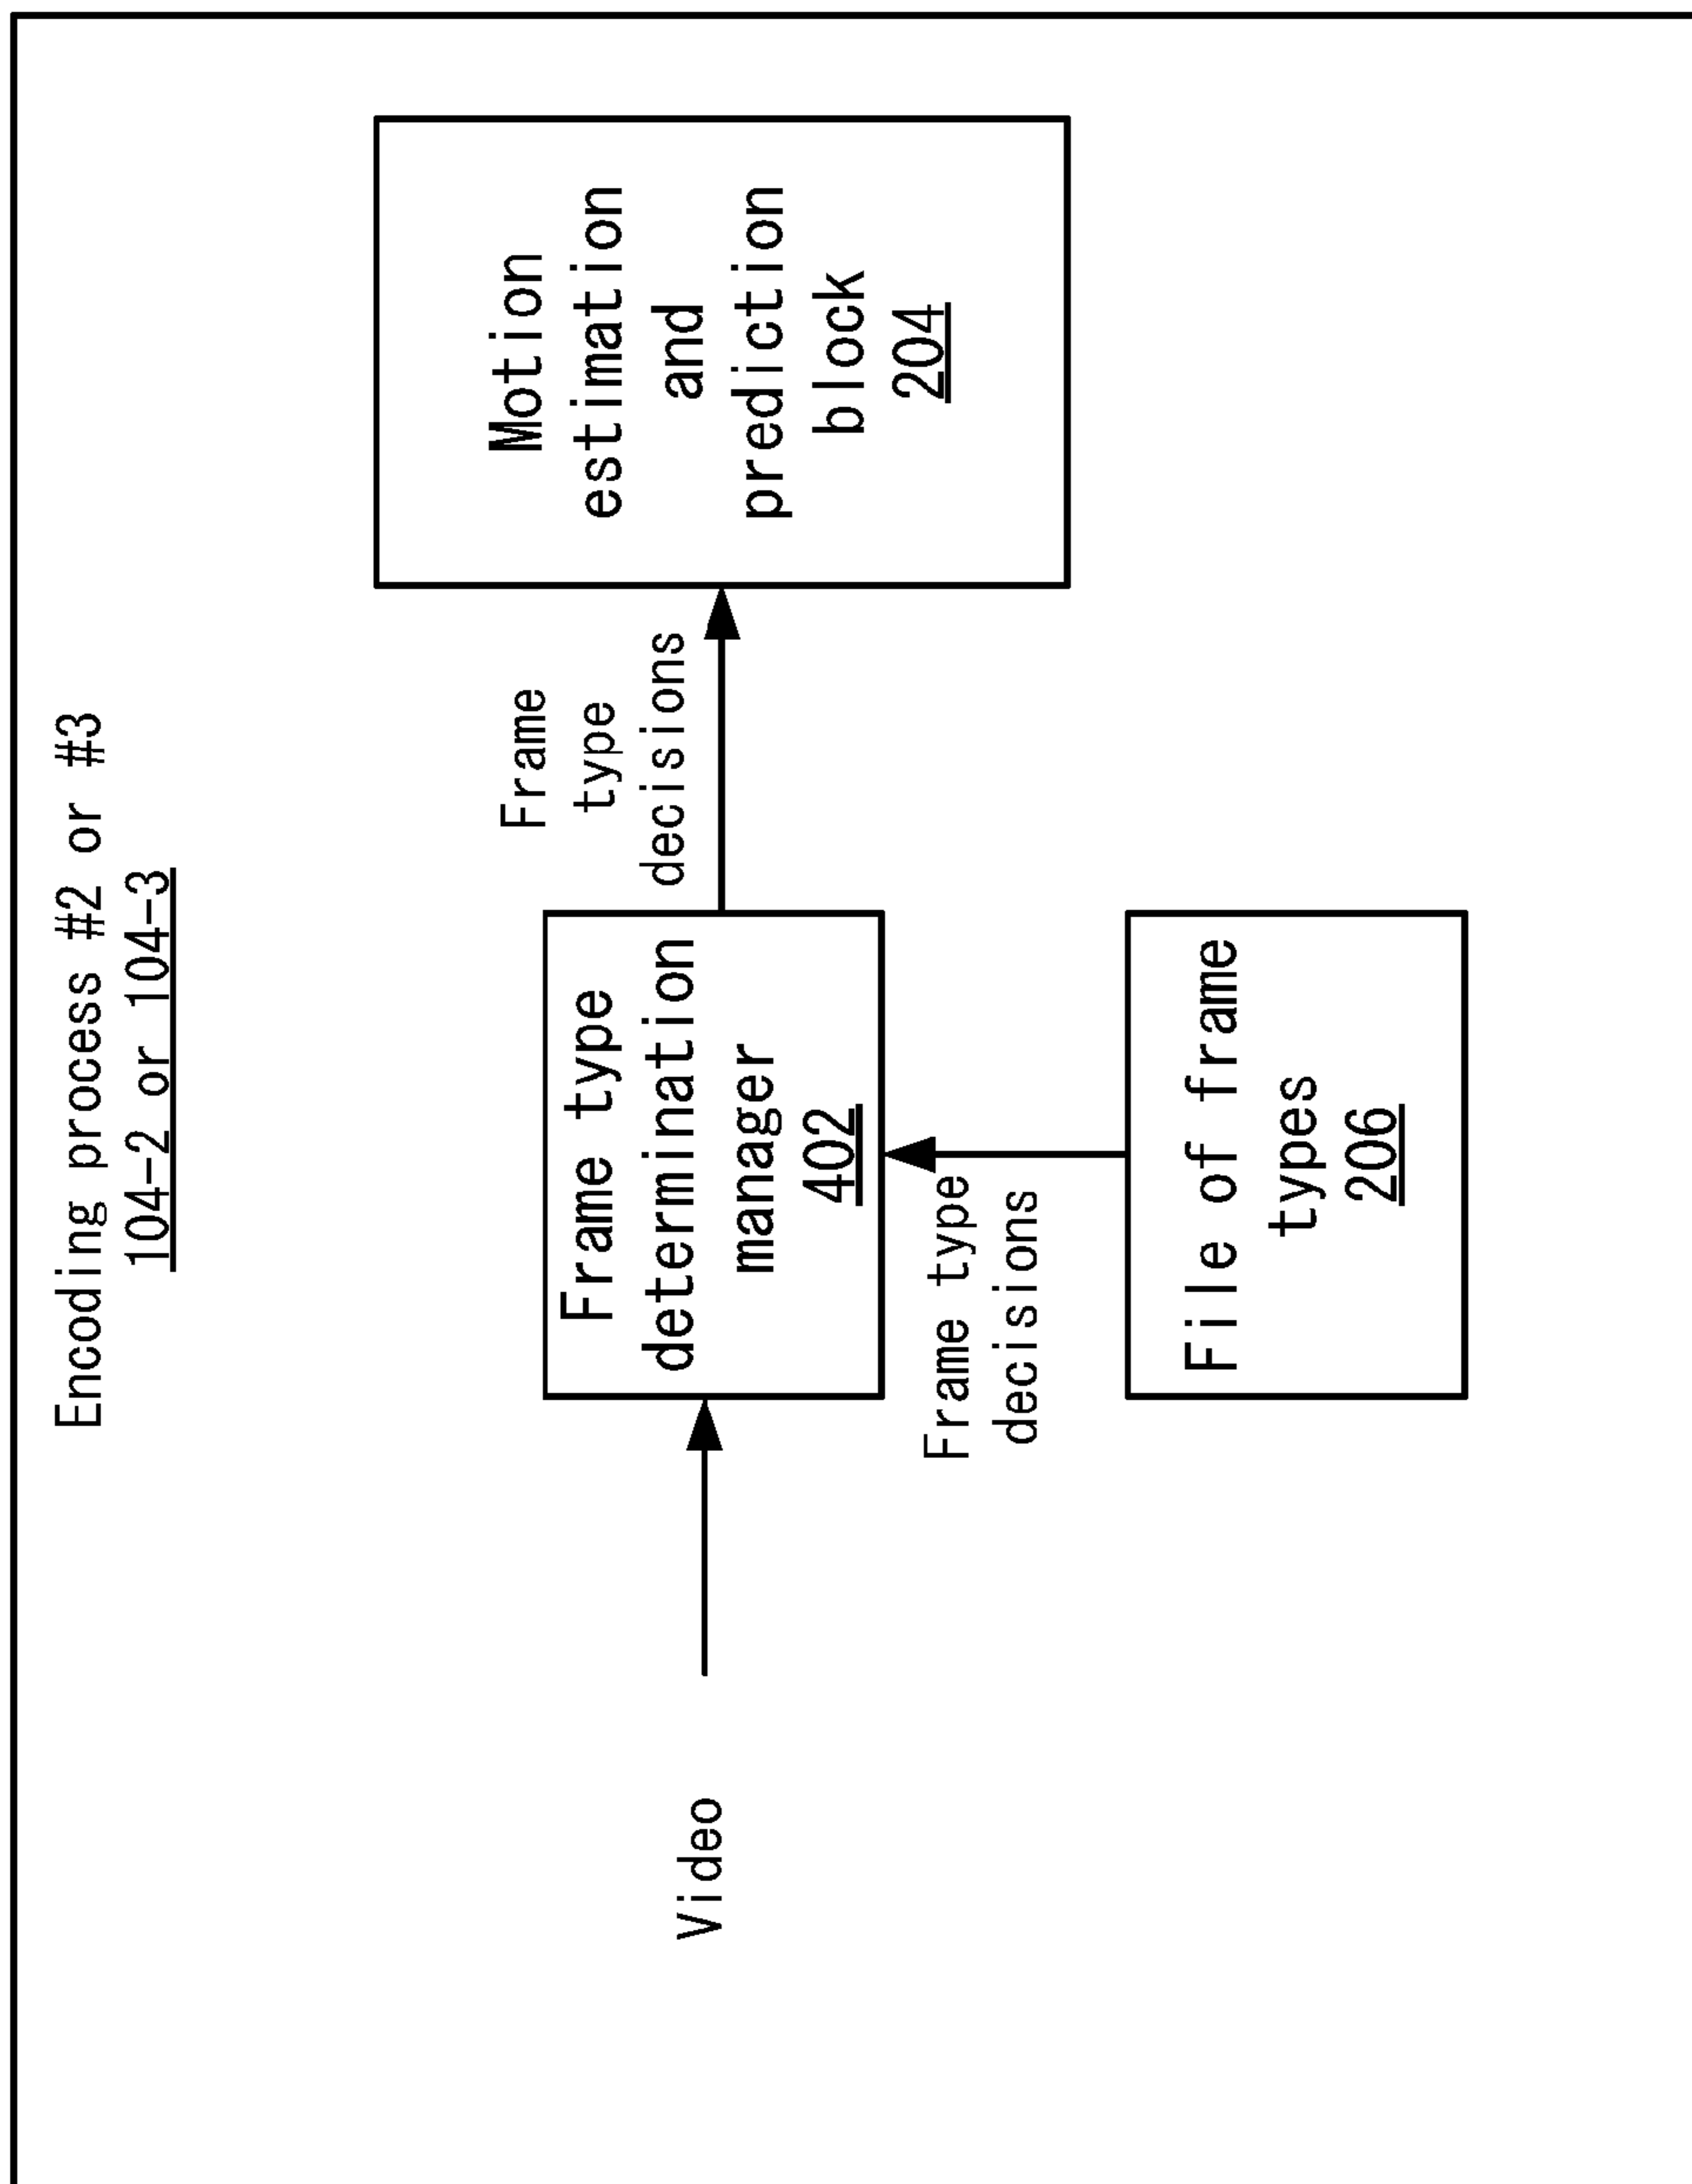 Encoding process #2 or #3
104-2 or 104-3
Video
Frame type
determination
manager
402
Frame
type
decisions
Motion
estimation
and
prediction
block
204
Frame type
decisions
File of frame
types
206